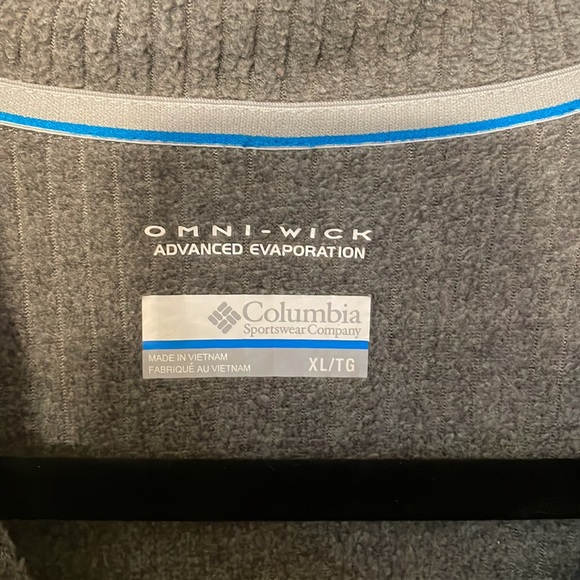 OMNI-WICK
ADVANCED EVAPORATION
Columbia
Sportswear Company
MADE IN VIETNAM
FABRIQUÉ AU VIETNAM
XL/TG